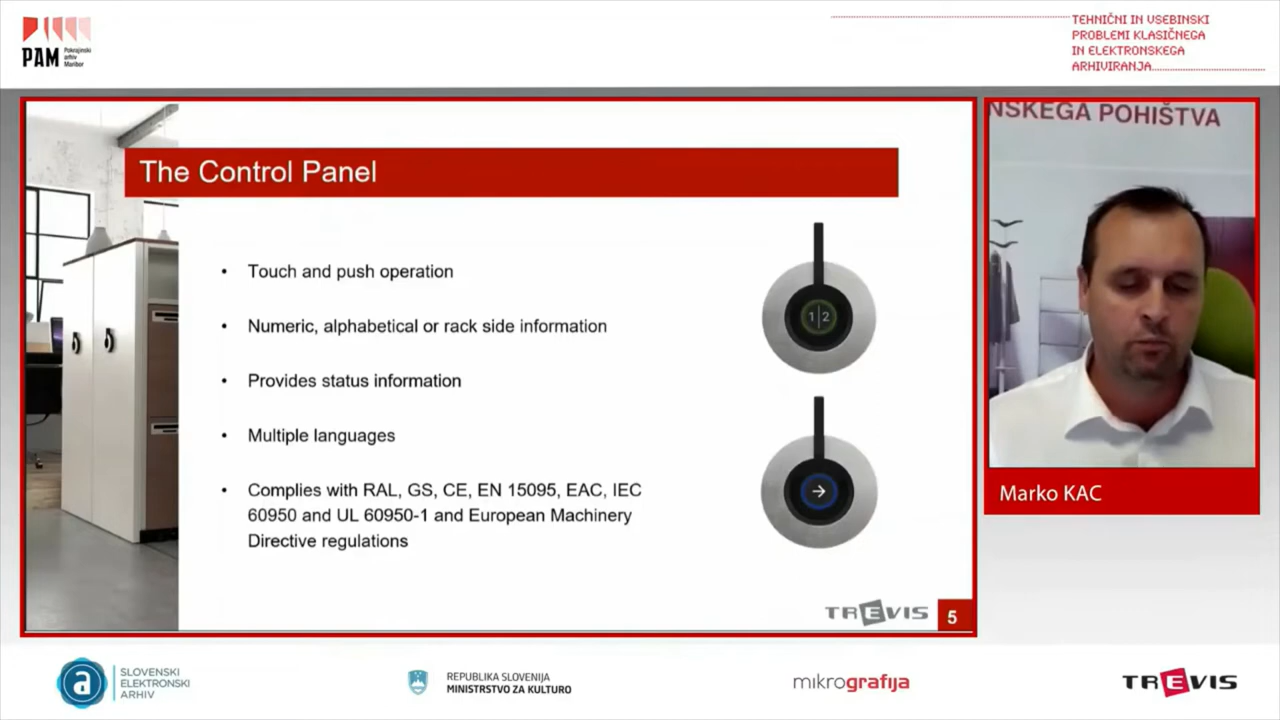 PAM
Pokrajinski
arhiv
Maribor
TEHNIČNI IN VSEBINSKI
PROBLEMI KLASIČNEGA
IN ELEKTRONSKEGA
ARHIVIRANJA
The Control Panel
• Touch and push operation
• Numeric, alphabetical or rack side information
• Provides status information
• Multiple languages
• Complies with RAL, GS, CE, EN 15095, EAC, IEC
60950 and UL 60950-1 and European Machinery
Directive regulations
1|2
TREVIS
5
NSKEGA POHIŠTVA
Marko KAC
a
SLOVENSKI
ELEKTRONSKI
ARHIV
REPUBLIKA SLOVENIJA
MINISTRSTVO ZA KULTURO
mikrografija
TREVIS